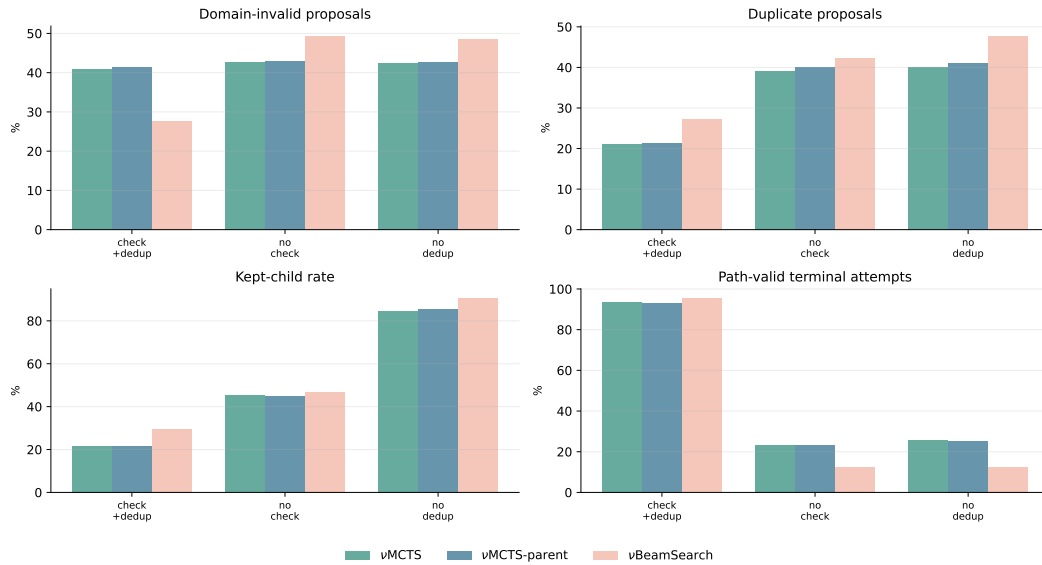 Domain-invalid proposals
%
50
40
30
20
10
0
check
+dedup
no
check
no
dedup
Duplicate proposals
%
50
40
30
20
10
0
check
+dedup
no
check
no
dedup
Kept-child rate
%
80
60
40
20
0
check
+dedup
no
check
no
dedup
Path-valid terminal attempts
%
100
80
60
40
20
0
check
+dedup
no
check
no
dedup
νMCTS
νMCTS-parent
νBeamSearch